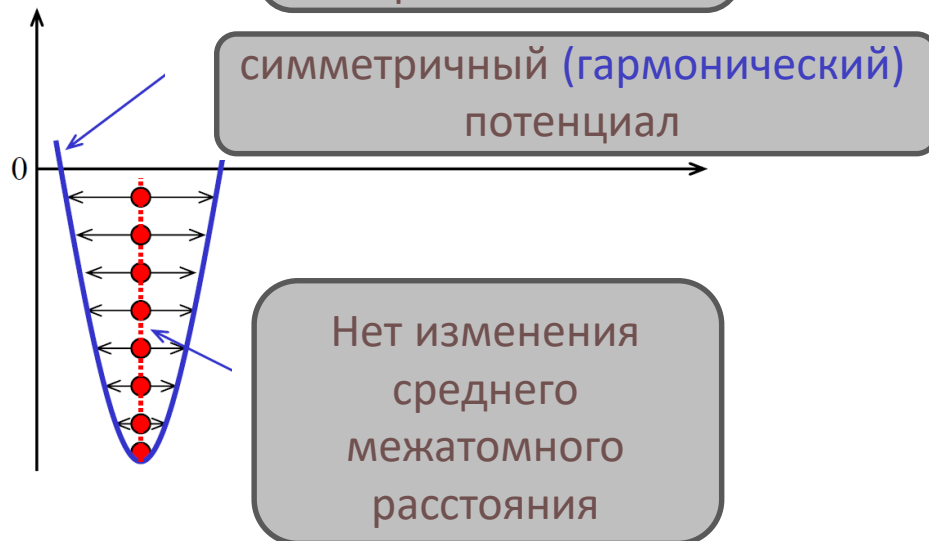 симметричный (гармонический)
потенциал
0
Нет изменения
среднего
межатомного
расстояния